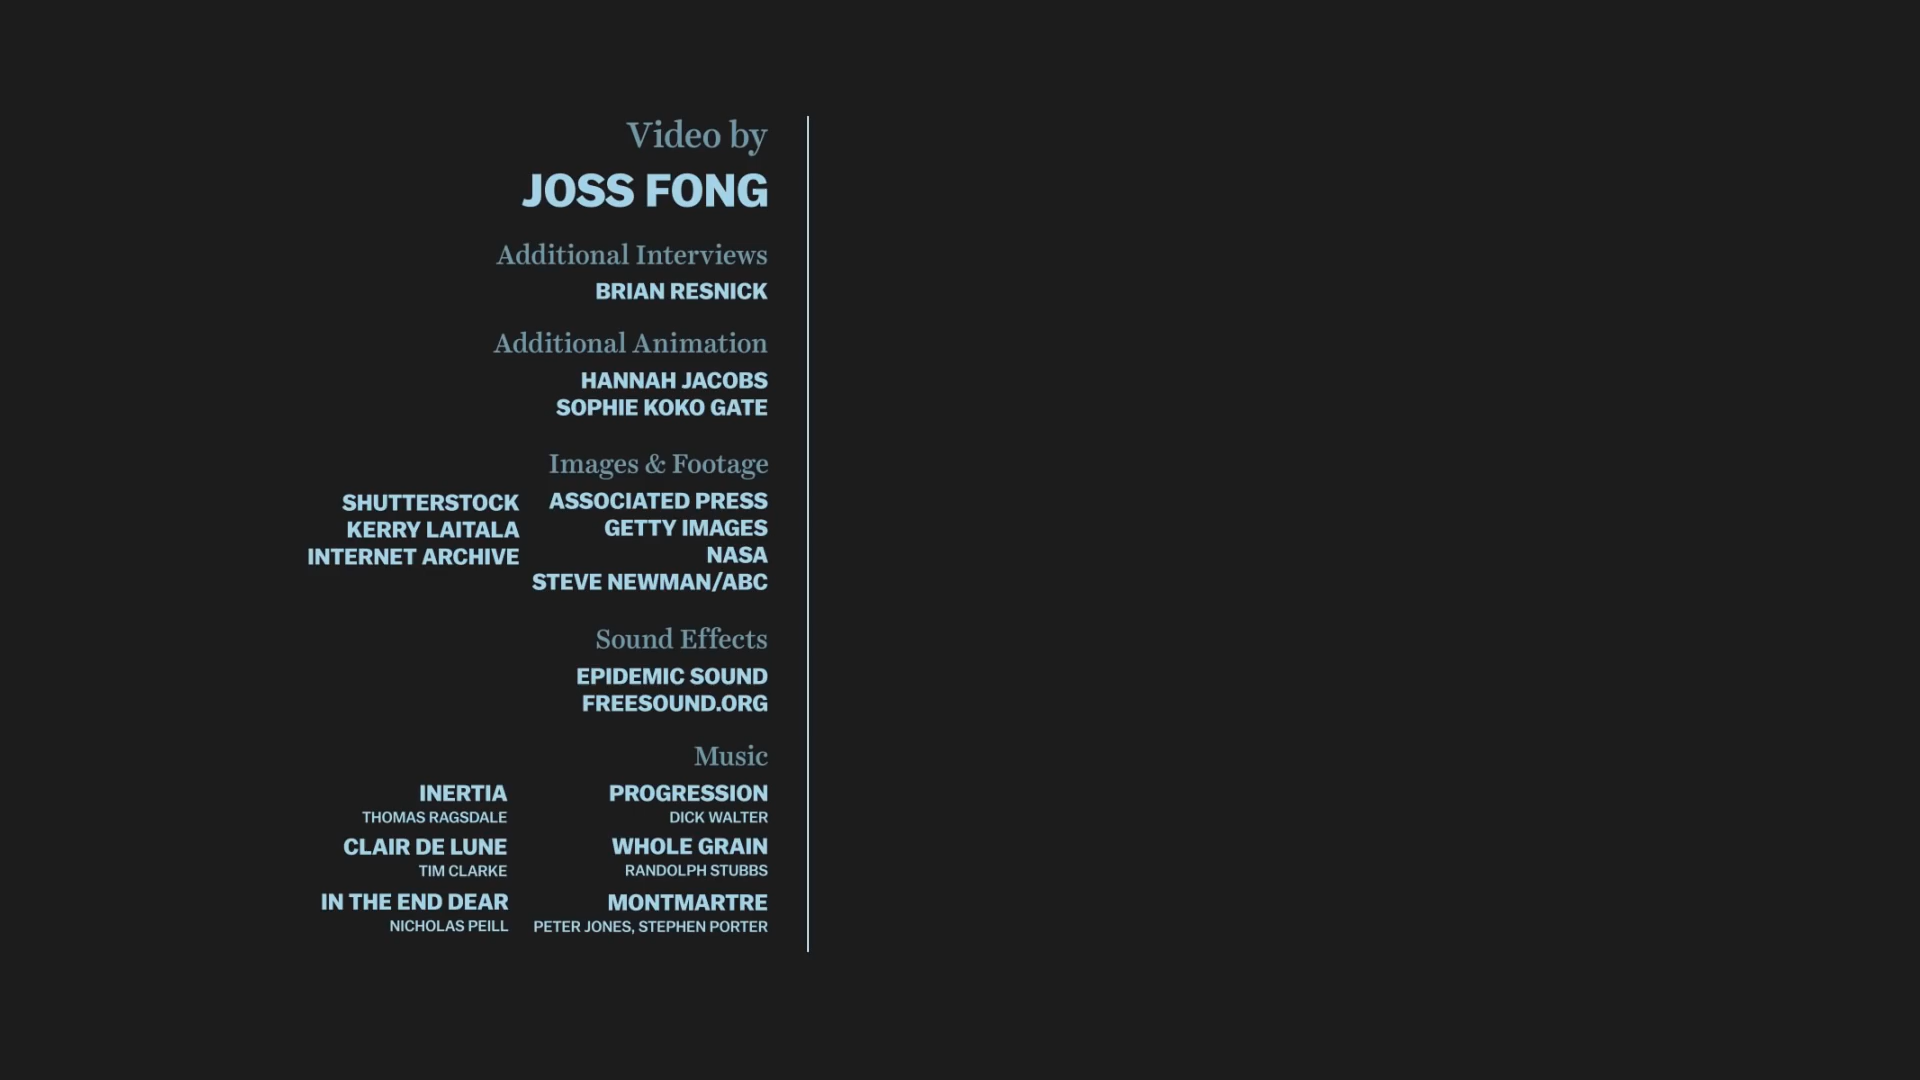 Video by
JOSS FONG
Additional Interviews
BRIAN RESNICK
Additional Animation
HANNAH JACOBS
SOPHIE KOKO GATE
Images & Footage
SHUTTERSTOCK
KERRY LAITALA
INTERNET ARCHIVE
ASSOCIATED PRESS
GETTY IMAGES
NASA
STEVE NEWMAN/ABC
Sound Effects
EPIDEMIC SOUND
FREESOUND.ORG
Music
INERTIA
THOMAS RAGSDALE
CLAIR DE LUNE
TIM CLARKE
IN THE END DEAR
NICHOLAS PEILL
PROGRESSION
DICK WALTER
WHOLE GRAIN
RANDOLPH STUBBS
MONTMARTRE
PETER JONES, STEPHEN PORTER